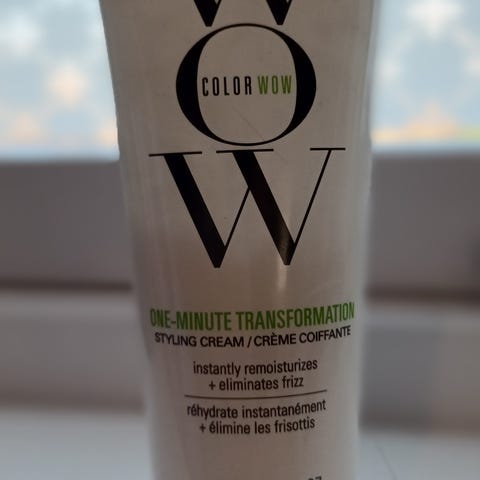 W
O
COLOR WOW
W
ONE-MINUTE TRANSFORMATION
STYLING CREAM / CRÈME COIFFANTE
instantly remoisturizes
+ eliminates frizz
réhydrate instantanément
+ élimine les frisottis